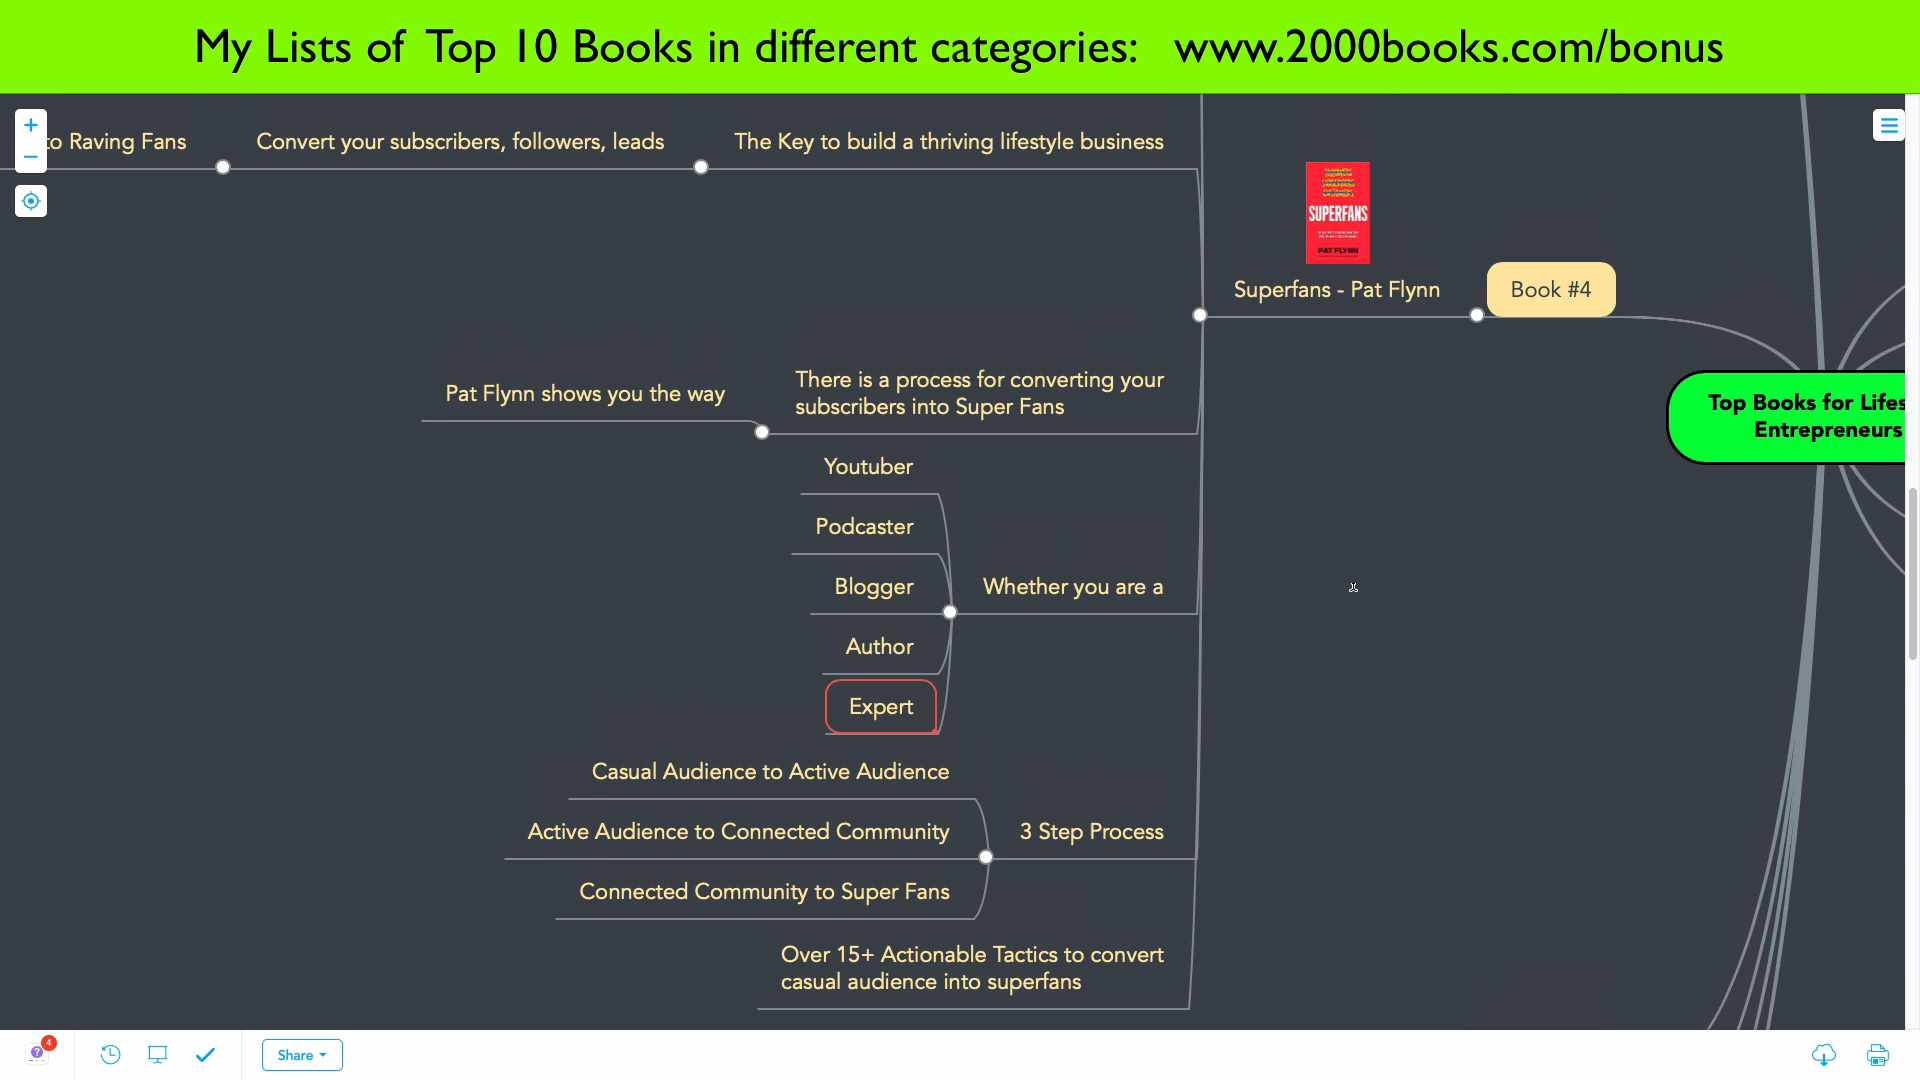 My Lists of Top 10 Books in different categories: www.2000books.com/bonus
to Raving Fans
Convert your subscribers, followers, leads
The Key to build a thriving lifestyle business
SUPERFANS
PAT FLYNN
Superfans - Pat Flynn
Book #4
There is a process for converting your
subscribers into Super Fans
Pat Flynn shows you the way
Top Books for Lifes
Entrepreneurs
Youtuber
Podcaster
Blogger
Author
Expert
Whether you are a
Casual Audience to Active Audience
Active Audience to Connected Community
Connected Community to Super Fans
3 Step Process
Over 15+ Actionable Tactics to convert
casual audience into superfans
4
Share